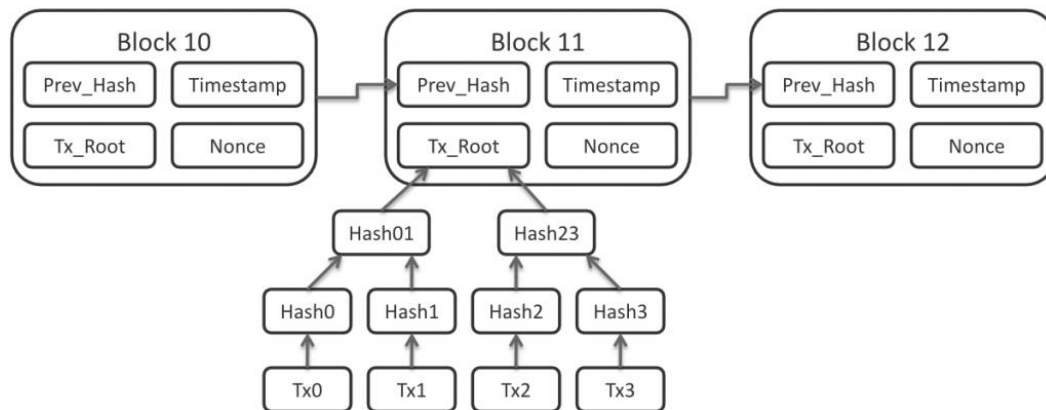 Block 10
Block 11
Block 12
Prev_Hash
Timestamp
Prev_Hash
Timestamp
Prev_Hash
Timestamp
Tx_Root
Nonce
Tx_Root
Nonce
Tx_Root
Nonce
Hash01
Hash23
Hash0
Hash1
Hash2
Hash3
Tx0
Tx1
Tx2
Tx3